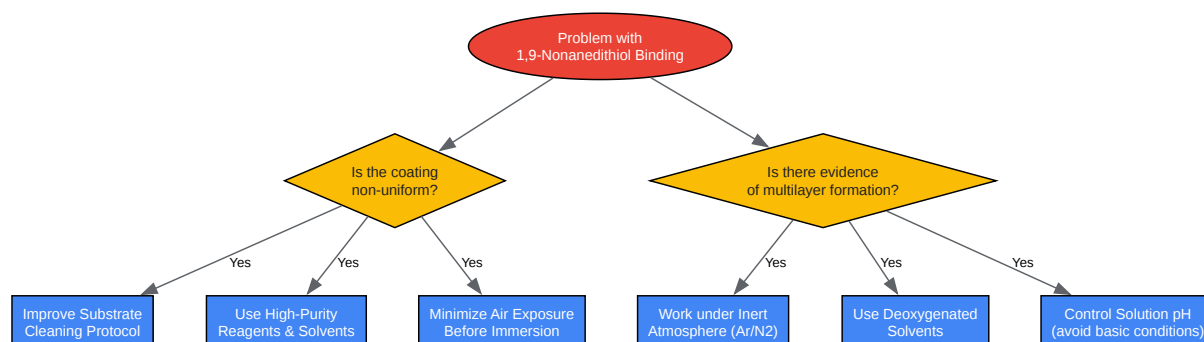 Problem with
1,9-Nonanedithiol Binding
Is the coating
non-uniform?
Is there evidence
of multilayer formation?
Yes
Yes
Yes
Yes
Yes
Yes
Improve Substrate
Cleaning Protocol
Use High-Purity
Reagents & Solvents
Minimize Air Exposure
Before Immersion
Work under Inert
Atmosphere (Ar/N2)
Use Deoxygenated
Solvents
Control Solution pH
(avoid basic conditions)